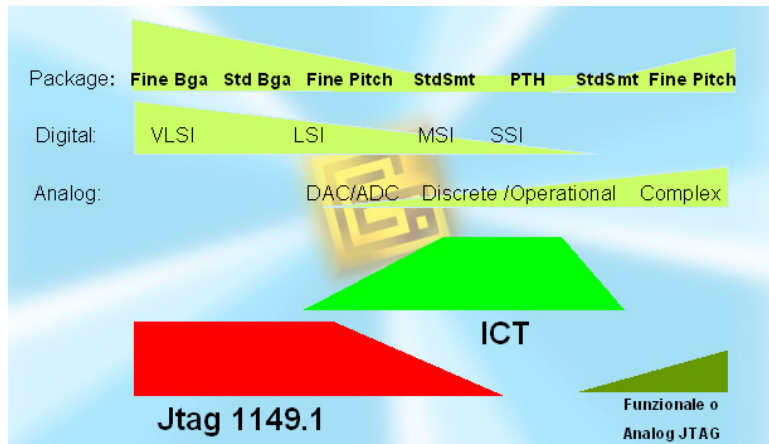 Package: Fine Bga Std Bga Fine Pitch StdSmt PTH StdSmt Fine Pitch
Digital: VLSI LSI MSI SSI
Analog: DAC/ADC Discrete /Operational Complex
ICT
Jtag 1149.1
Funzionale o
Analog JTAG